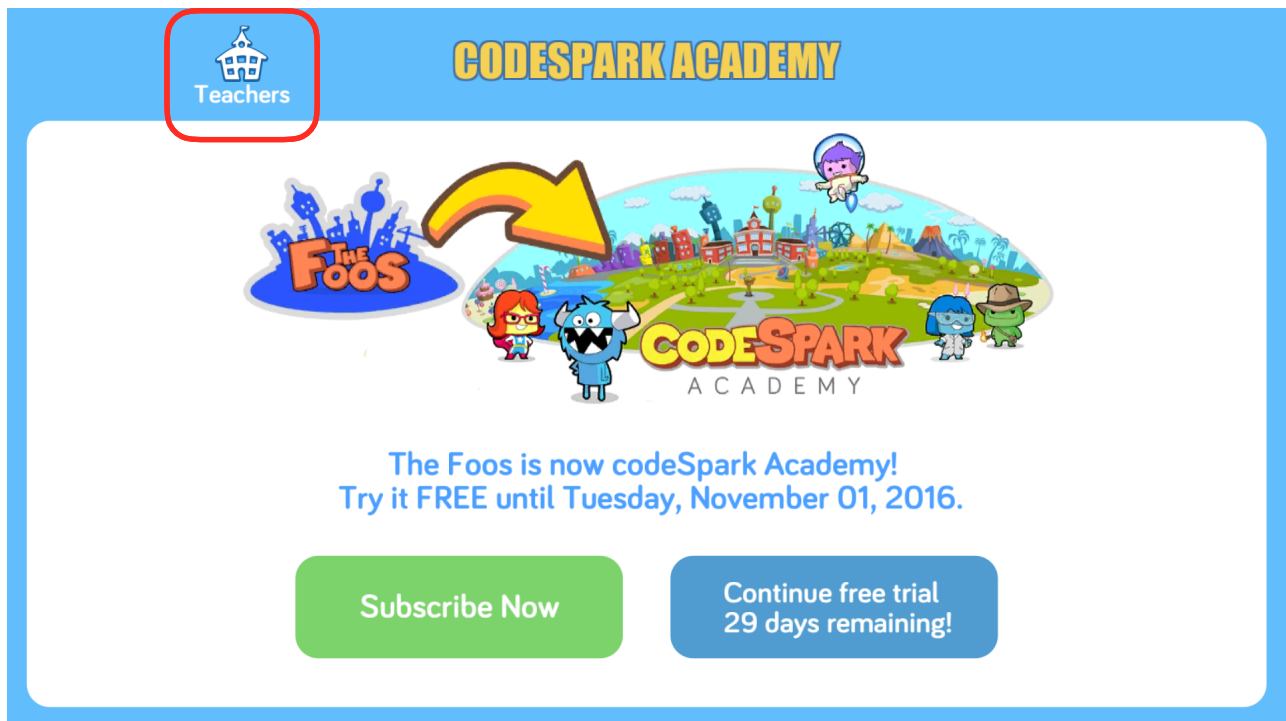 Teachers
CODESPARK ACADEMY
THE
FOOS
CODESPARK
ACADEMY
The Foos is now codeSpark Academy!
Try it FREE until Tuesday, November 01, 2016.
Subscribe Now
Continue free trial
29 days remaining!